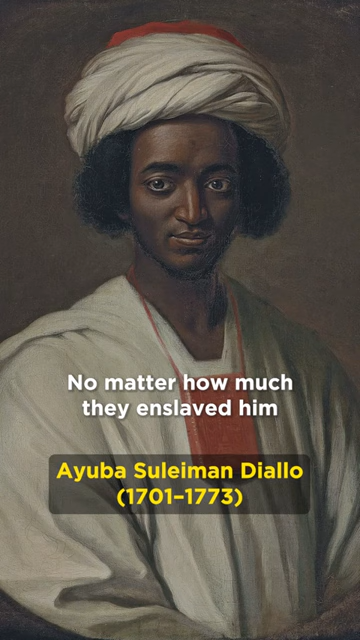 No matter how much
they enslaved him
Ayuba Suleiman Diallo
(1701–1773)